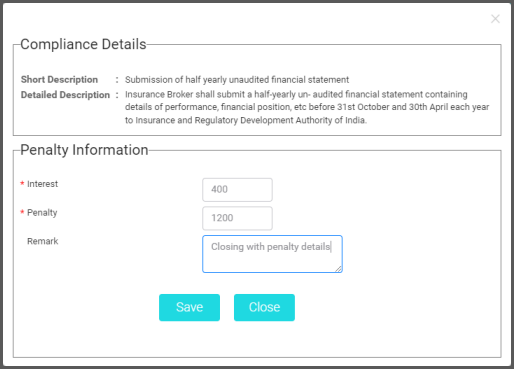 ×
Compliance Details
Short Description : Submission of half yearly unaudited financial statement
Detailed Description : Insurance Broker shall submit a half-yearly un- audited financial statement containing
details of performance, financial position, etc before 31st October and 30th April each year
to Insurance and Regulatory Development Authority of India.
Penalty Information
* Interest 400
* Penalty 1200
Remark Closing with penalty details
Save Close